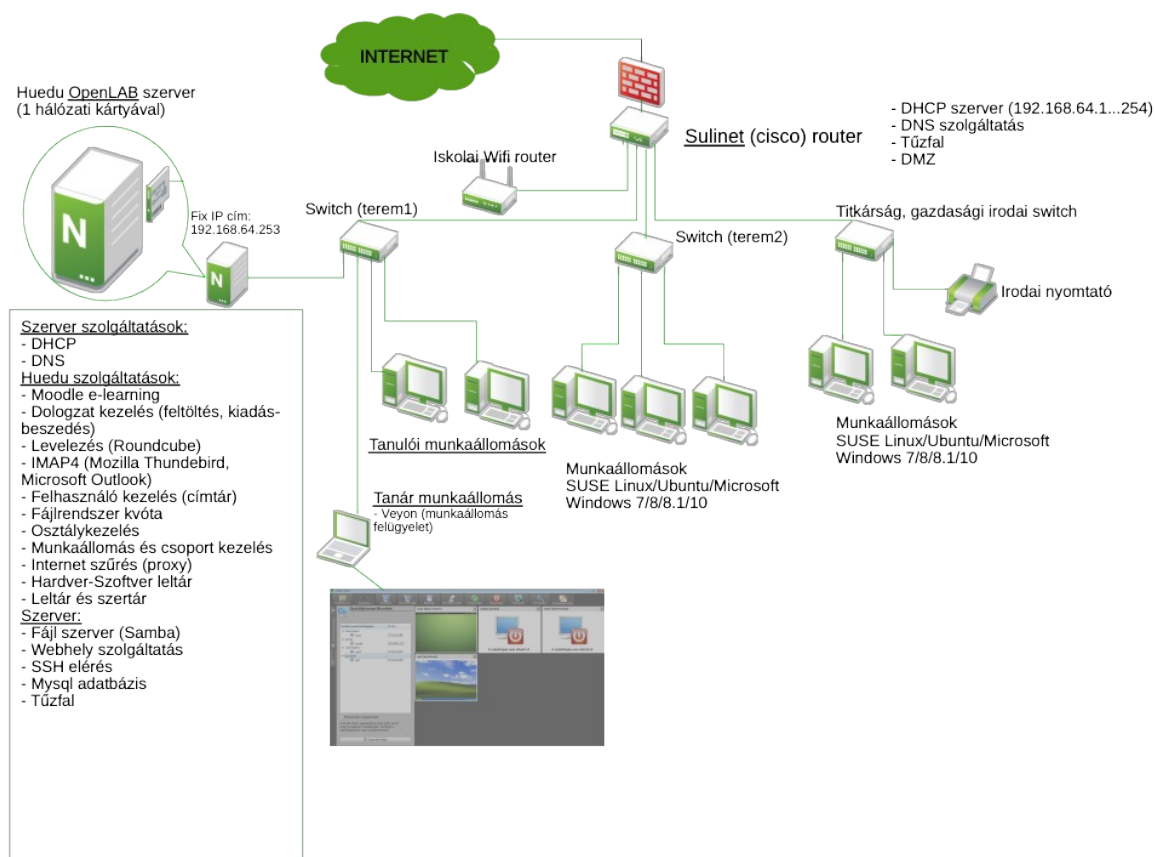 INTERNET
Huedu OpenLAB szerver
(1 hálózati kártyával)
- DHCP szerver (192.168.64.1...254)
- DNS szolgáltatás
- Tűzfal
- DMZ
Sulinet (cisco) router
Iskolai Wifi router
Fix IP cím:
192.168.64.253
Switch (terem1)
Switch (terem2)
Titkárság, gazdasági irodai switch
Irodai nyomtató
Szerver szolgáltatások:
- DHCP
- DNS
Huedu szolgáltatások:
- Moodle e-learning
- Dologzat kezelés (feltöltés, kiadás-
beszedés)
- Levelezés (Roundcube)
- IMAP4 (Mozilla Thundebird,
Microsoft Outlook)
- Felhasználó kezelés (címtár)
- Fájlrendszer kvóta
- Osztálykezelés
- Munkaállomás és csoport kezelés
- Internet szűrés (proxy)
- Hardver-Szoftver leltár
- Leltár és szertár
Szerver:
- Fájl szerver (Samba)
- Webhely szolgáltatás
- SSH elérés
- Mysql adatbázis
- Tűzfal
Tanulói munkaállomások
Tanár munkaállomás
- Veyon (munkaállomás
felügyelet)
Munkaállomások
SUSE Linux/Ubuntu/Microsoft
Windows 7/8/8.1/10
Munkaállomások
SUSE Linux/Ubuntu/Microsoft
Windows 7/8/8.1/10
N
N